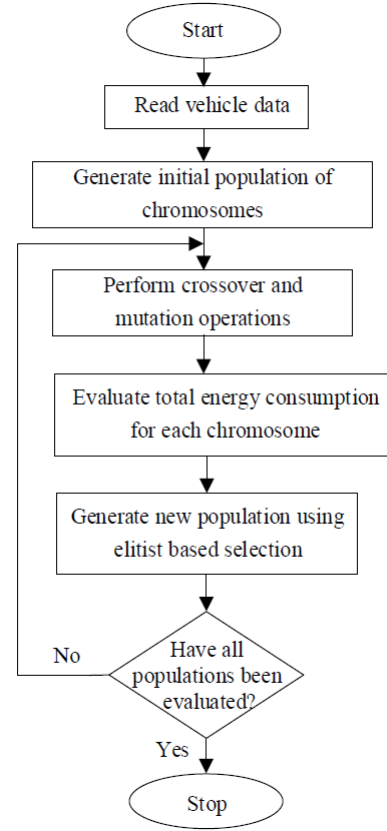 Start
Read vehicle data
Generate initial population of
chromosomes
Perform crossover and
mutation operations
Evaluate total energy consumption
for each chromosome
Generate new population using
elitist based selection
Have all
populations been
evaluated?
No
Yes
Stop